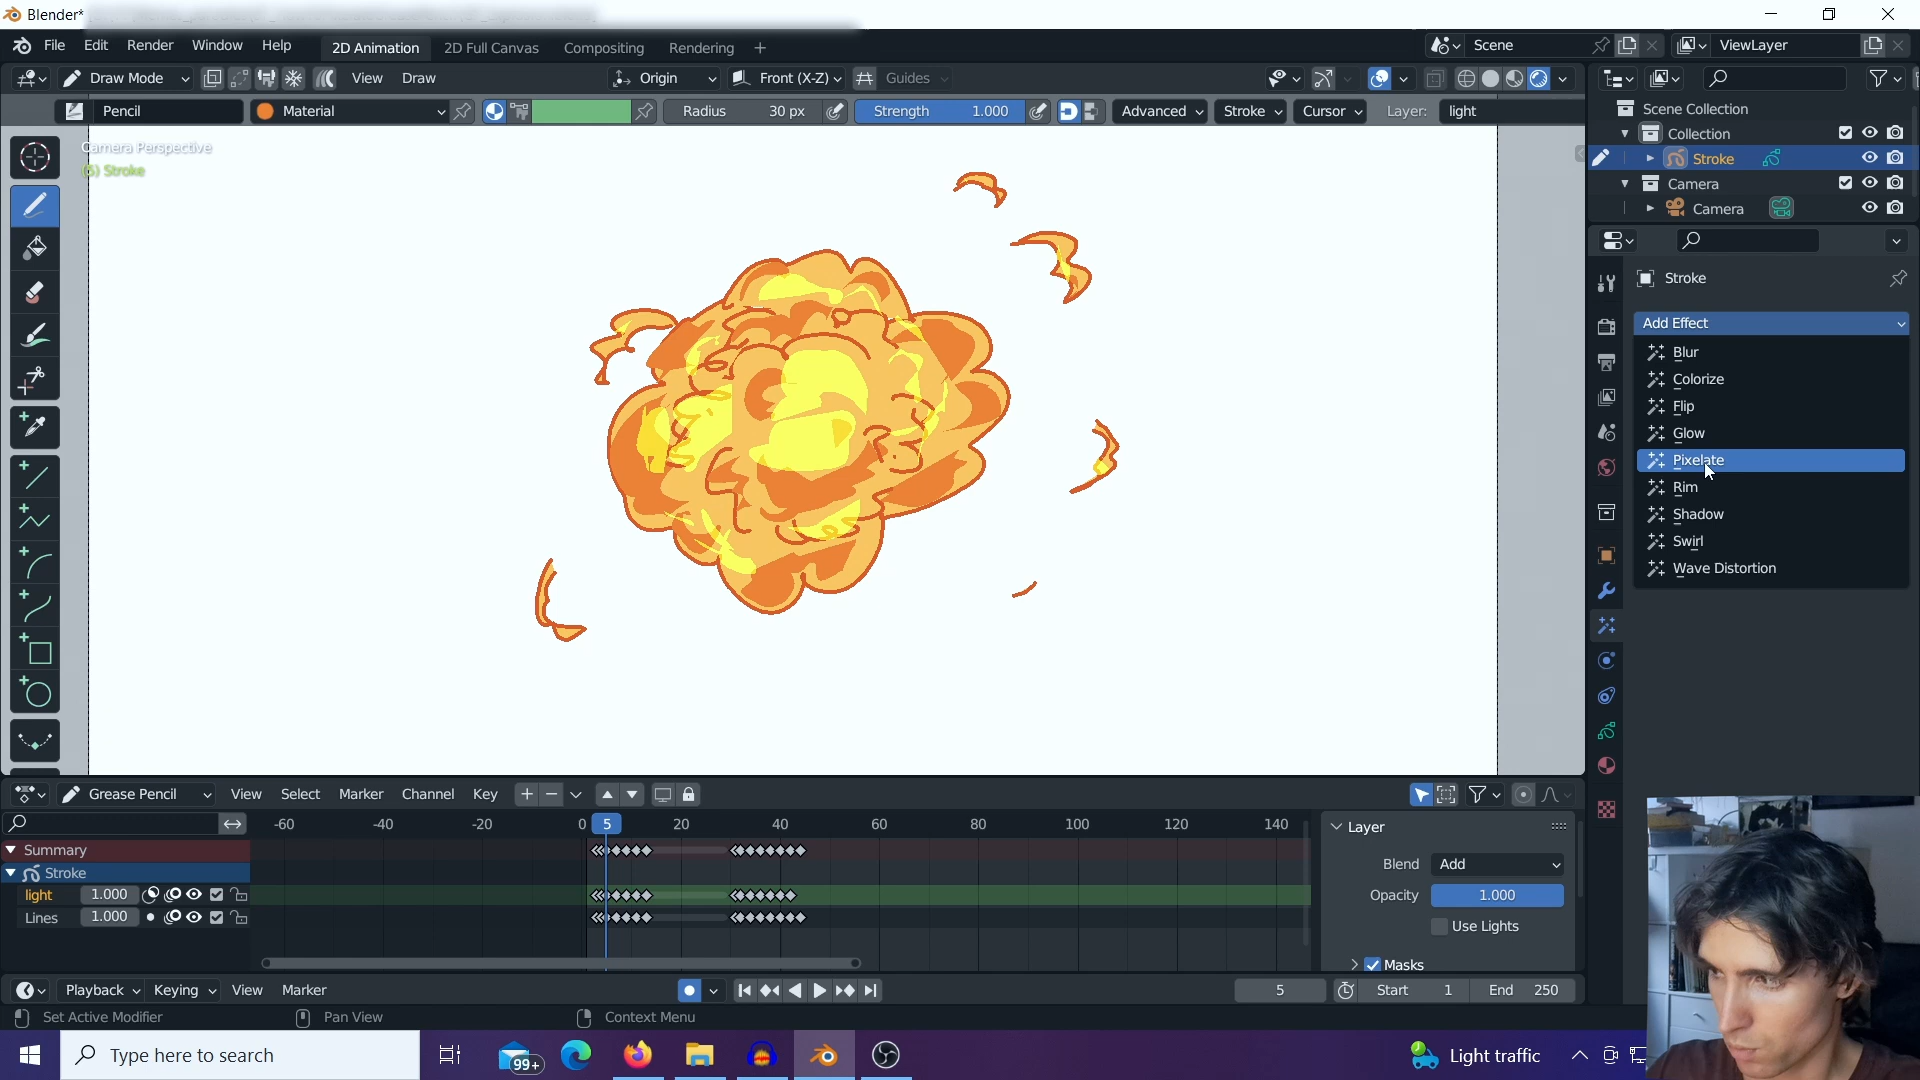 Blender*
File Edit Render Window Help 2D Animation 2D Full Canvas Compositing Rendering + Scene ViewLayer
Draw Mode View Draw Origin Front (X-Z) Guides
Pencil Material Radius 30 px Strength 1.000 Advanced Stroke Cursor Layer: light
Camera Perspective
(5) Stroke
Scene Collection
Collection
Stroke
Camera
Camera
Stroke
Add Effect
Blur
Colorize
Flip
Glow
Pixelate
Rim
Shadow
Swirl
Wave Distortion
Grease Pencil View Select Marker Channel Key
-60 -40 -20 0 5 20 40 60 80 100 120 140
Summary
Stroke
light 1.000
Lines 1.000
Layer
Blend Add
Opacity 1.000
Use Lights
Masks
Playback Keying View Marker 5 Start 1 End 250
Set Active Modifier Pan View Context Menu
Type here to search 99+ Light traffic